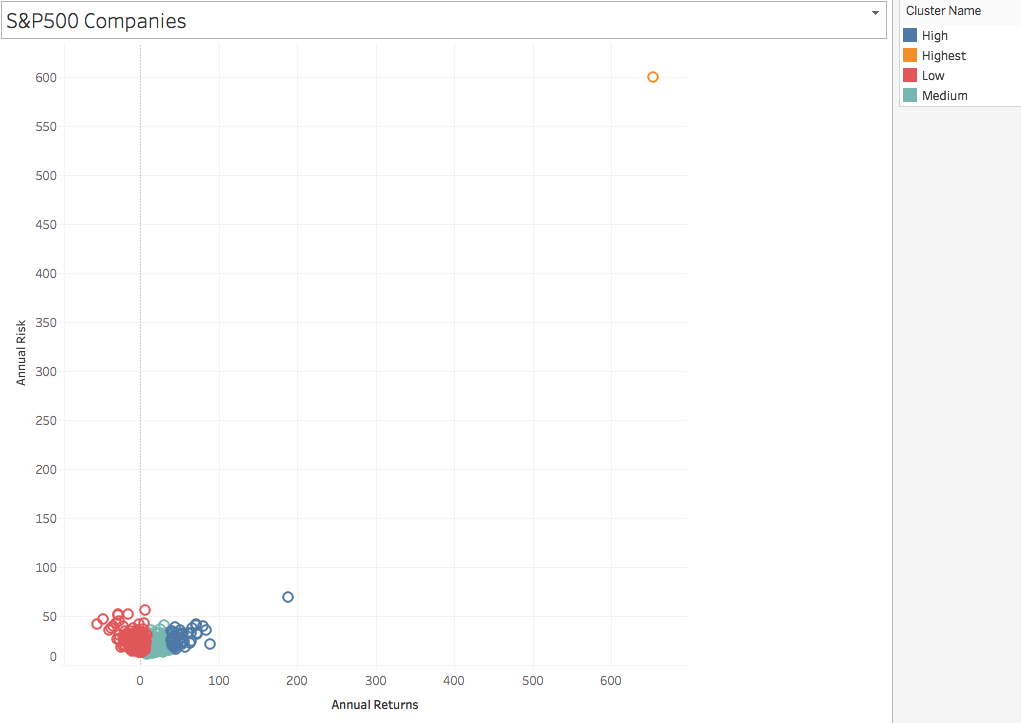 S&P500 Companies
Cluster Name
High
Highest
Low
Medium
600
550
500
450
400
350
300
250
200
150
100
50
0
Annual Risk
0 100 200 300 400 500 600
Annual Returns